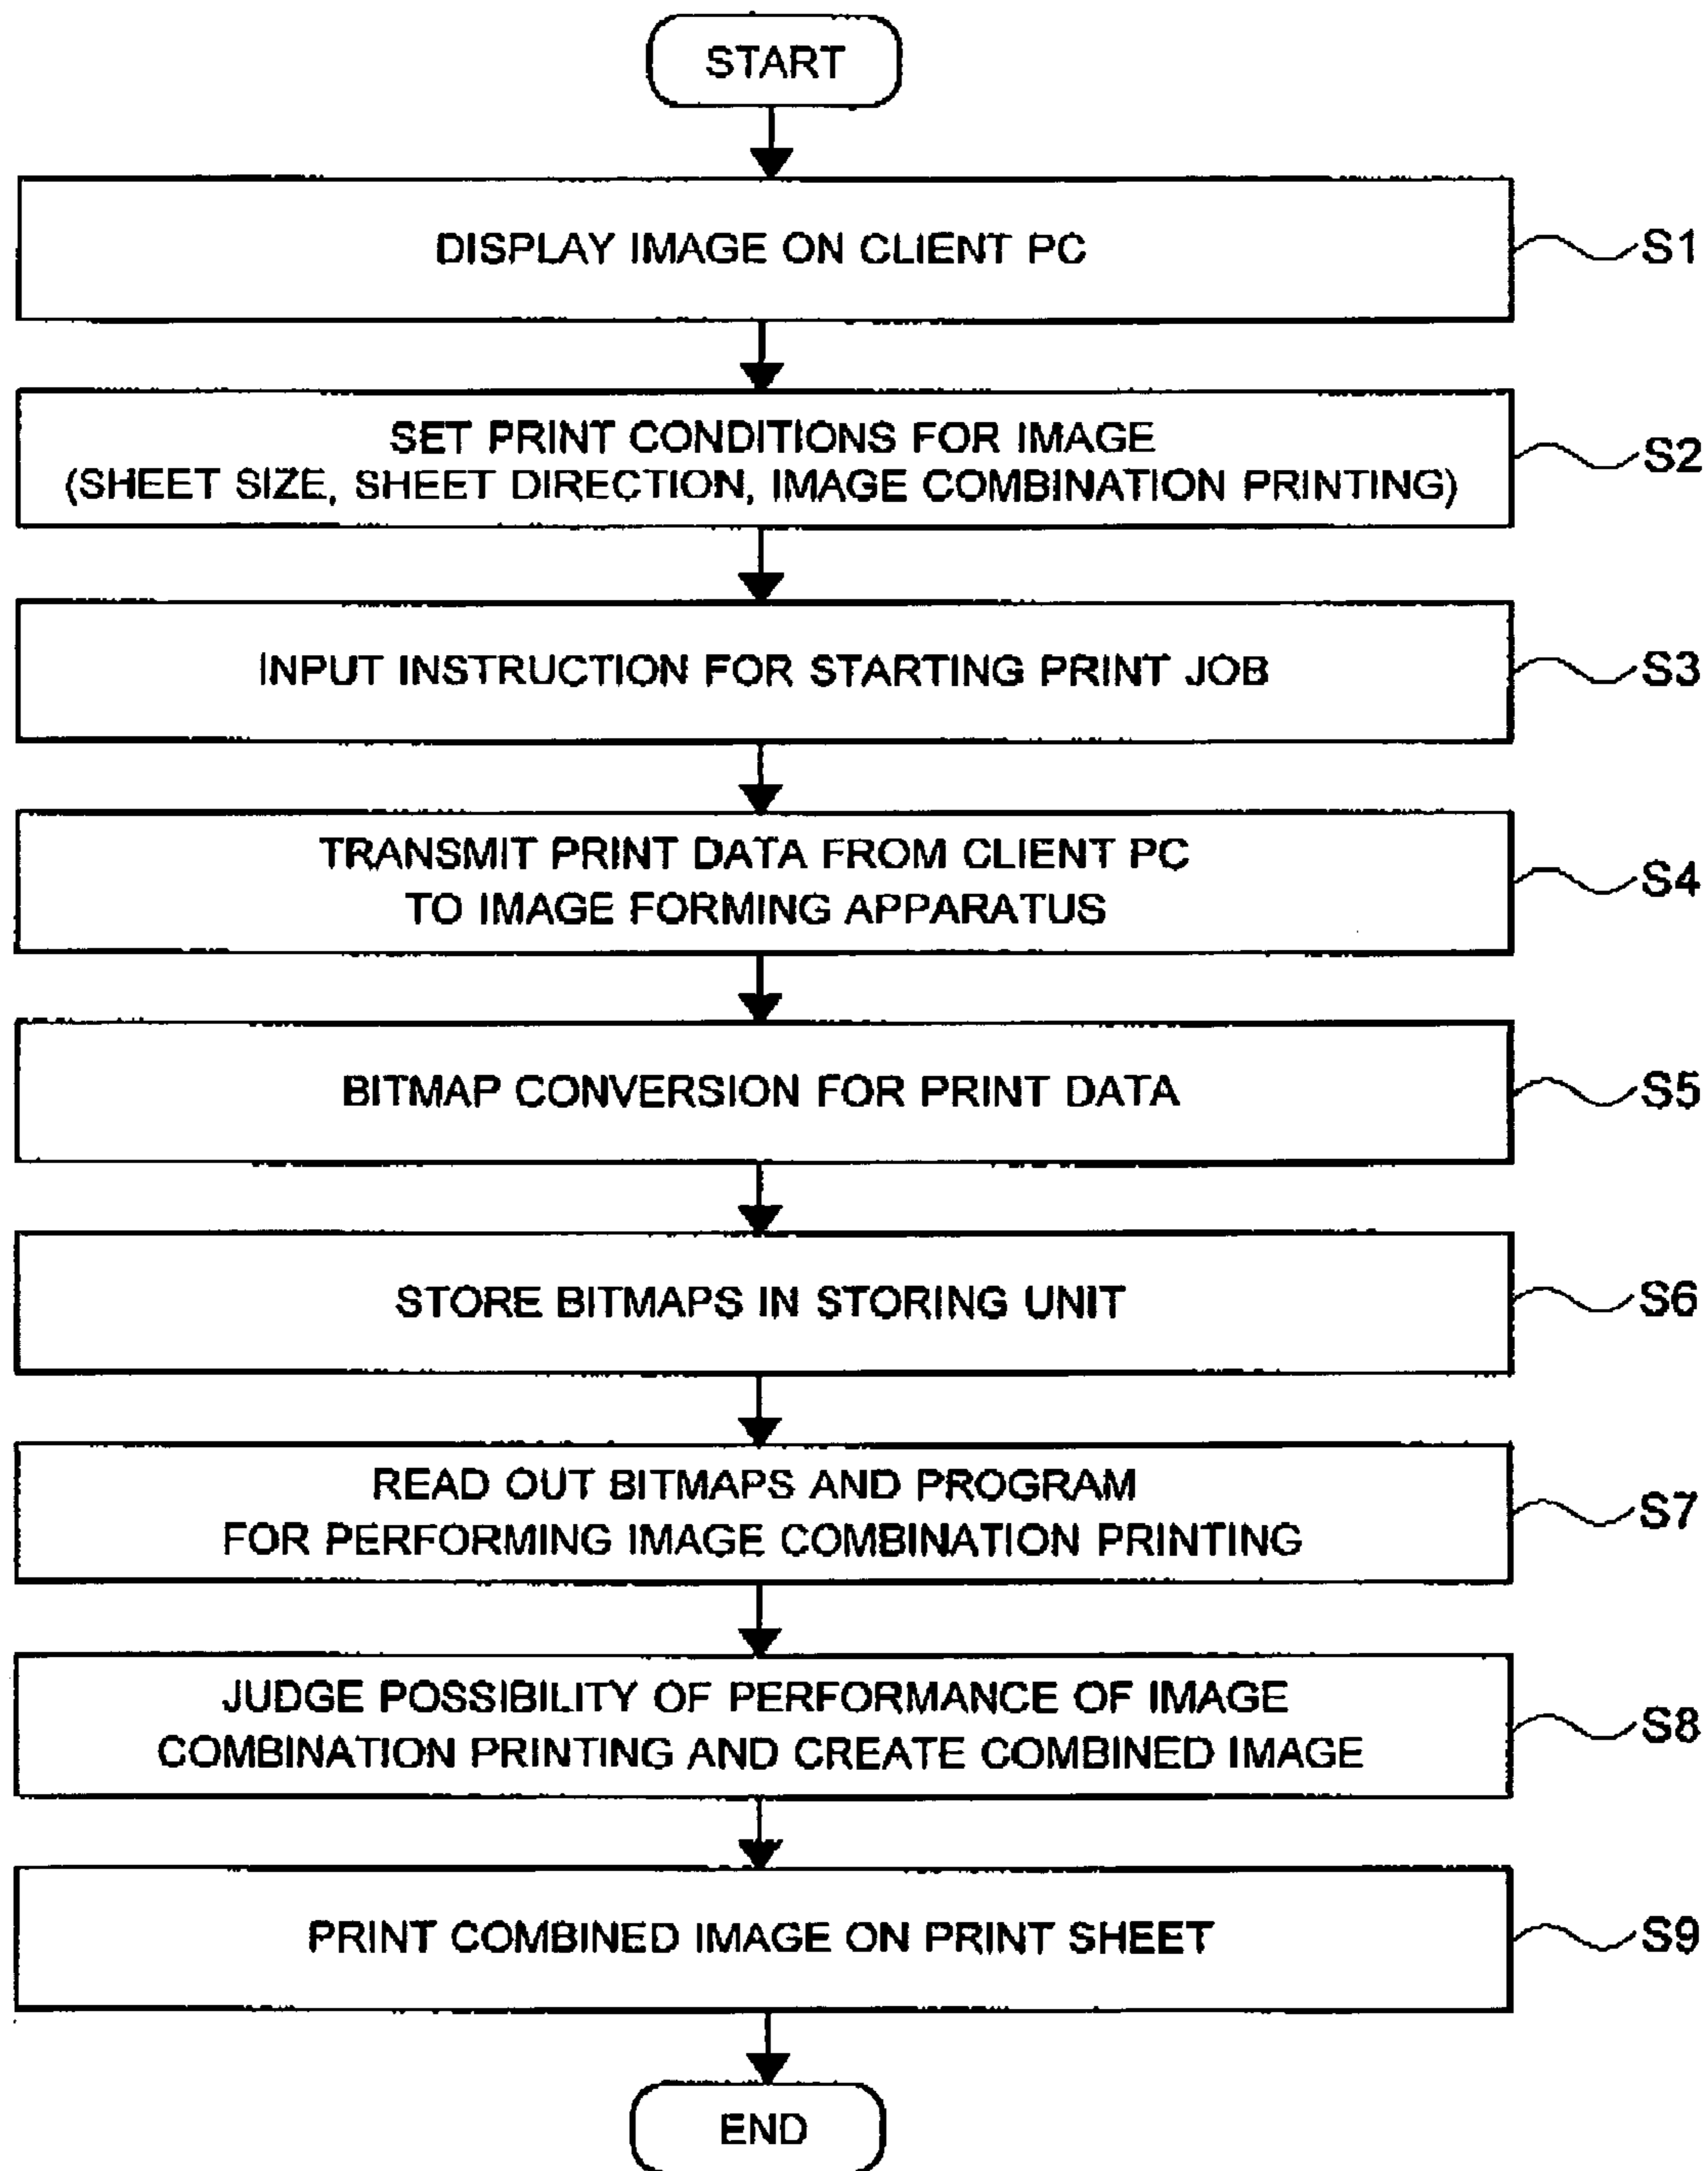 START
DISPLAY IMAGE ON CLIENT PC
S1
SET PRINT CONDITIONS FOR IMAGE
(SHEET SIZE, SHEET DIRECTION, IMAGE COMBINATION PRINTING)
S2
INPUT INSTRUCTION FOR STARTING PRINT JOB
S3
TRANSMIT PRINT DATA FROM CLIENT PC
TO IMAGE FORMING APPARATUS
S4
BITMAP CONVERSION FOR PRINT DATA
S5
STORE BITMAPS IN STORING UNIT
S6
READ OUT BITMAPS AND PROGRAM
FOR PERFORMING IMAGE COMBINATION PRINTING
S7
JUDGE POSSIBILITY OF PERFORMANCE OF IMAGE
COMBINATION PRINTING AND CREATE COMBINED IMAGE
S8
PRINT COMBINED IMAGE ON PRINT SHEET
S9
END